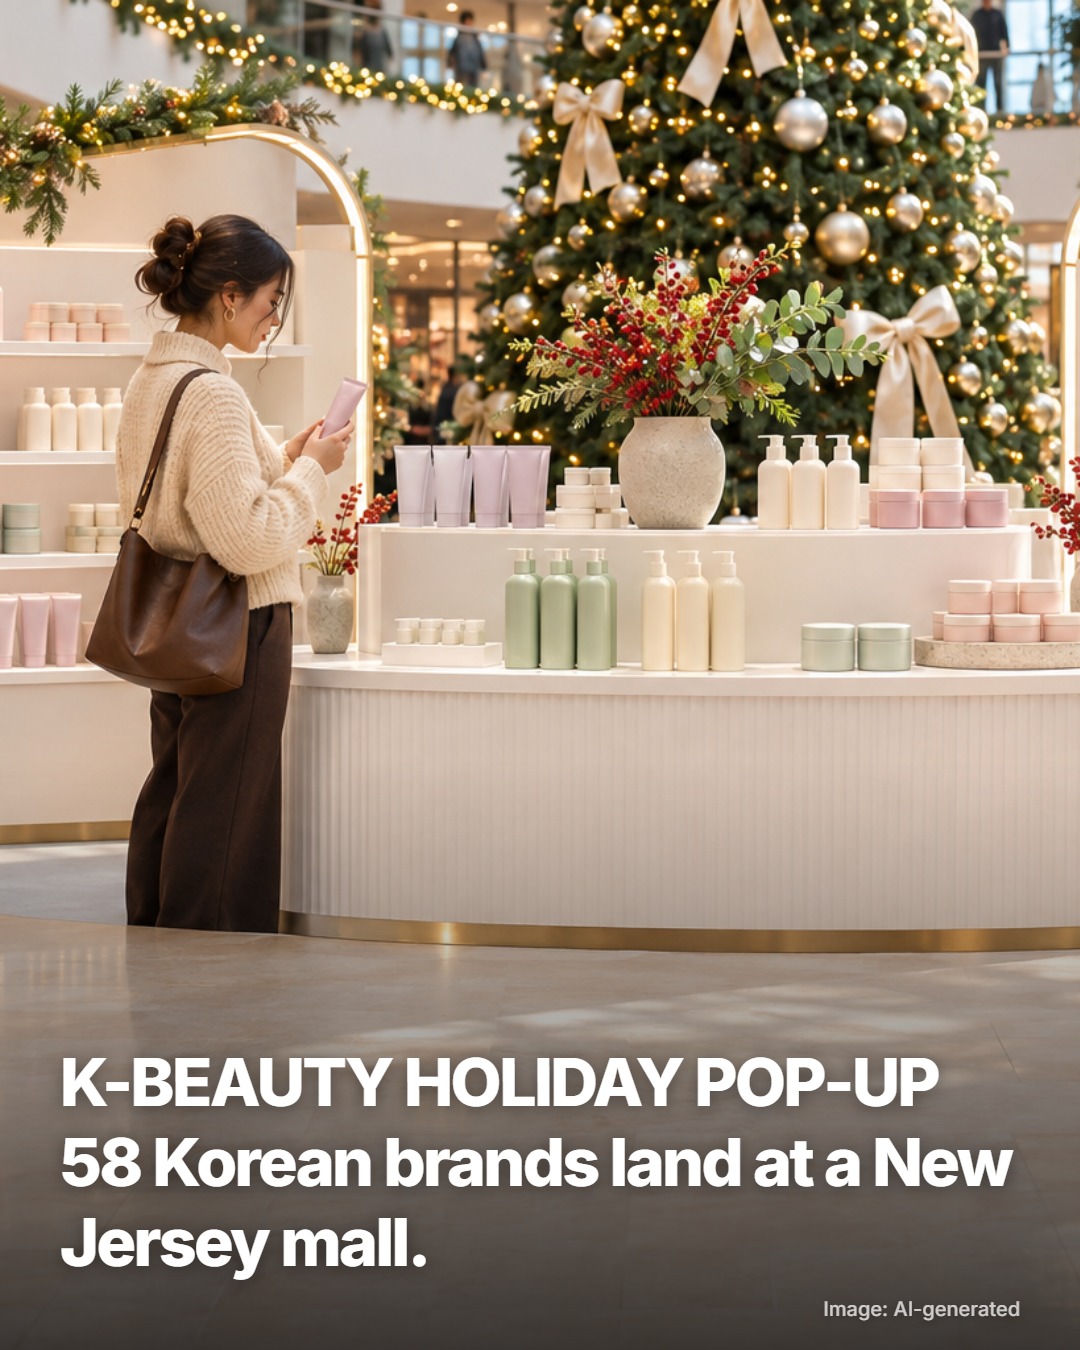 K-BEAUTY HOLIDAY POP-UP
58 Korean brands land at a New
Jersey mall.
Image: AI-generated